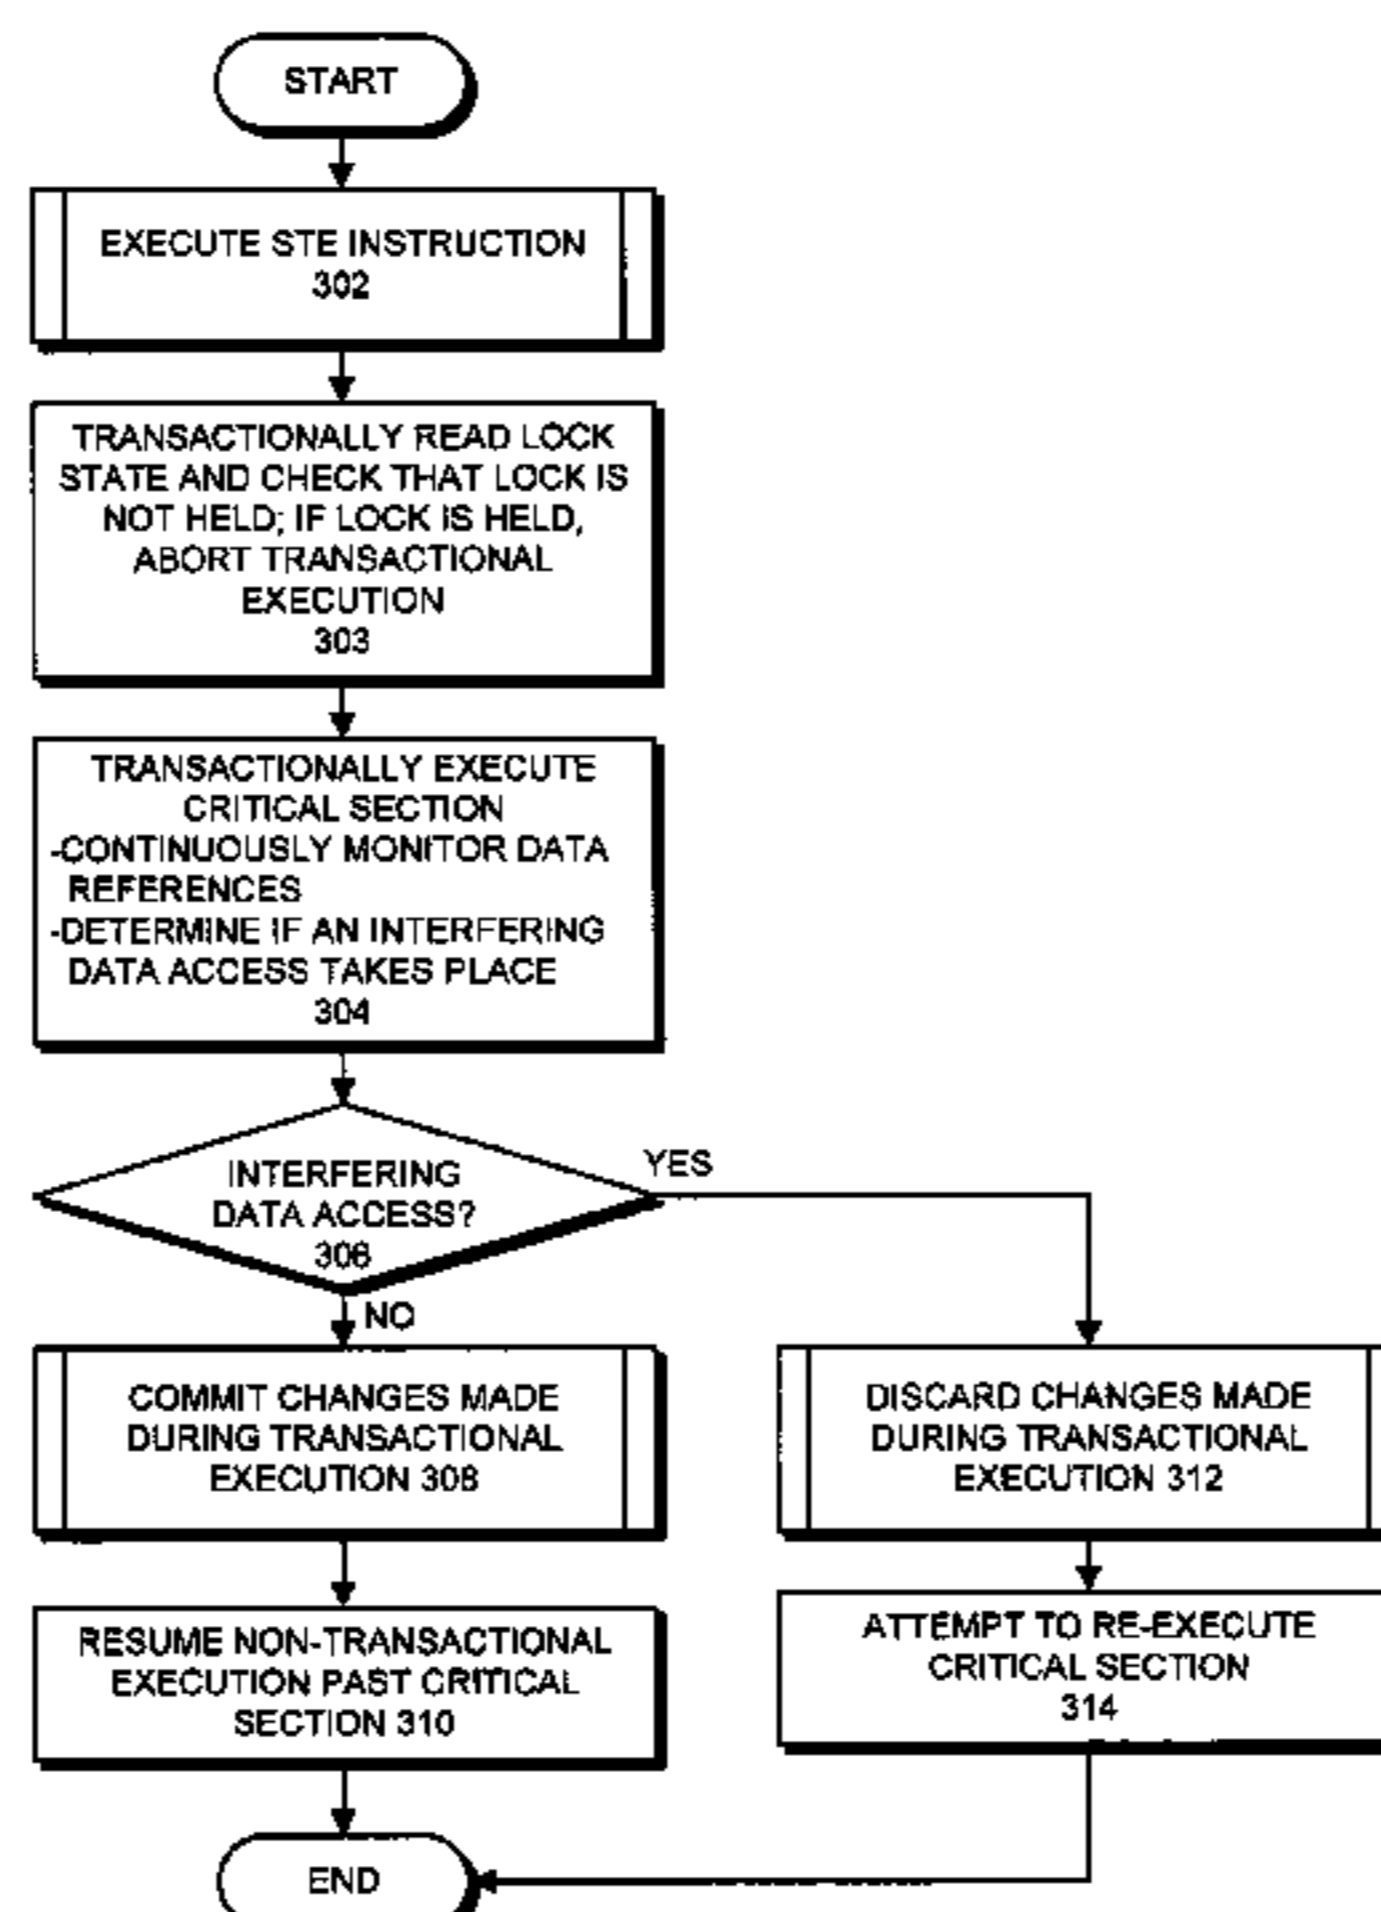 START
EXECUTE STE INSTRUCTION
302
TRANSACTIONALLY READ LOCK
STATE AND CHECK THAT LOCK IS
NOT HELD; IF LOCK IS HELD,
ABORT TRANSACTIONAL
EXECUTION
303
TRANSACTIONALLY EXECUTE
CRITICAL SECTION
-CONTINUOUSLY MONITOR DATA
REFERENCES
-DETERMINE IF AN INTERFERING
DATA ACCESS TAKES PLACE
304
INTERFERING
DATA ACCESS?
306
YES
NO
COMMIT CHANGES MADE
DURING TRANSACTIONAL
EXECUTION 308
DISCARD CHANGES MADE
DURING TRANSACTIONAL
EXECUTION 312
RESUME NON-TRANSACTIONAL
EXECUTION PAST CRITICAL
SECTION 310
ATTEMPT TO RE-EXECUTE
CRITICAL SECTION
314
END